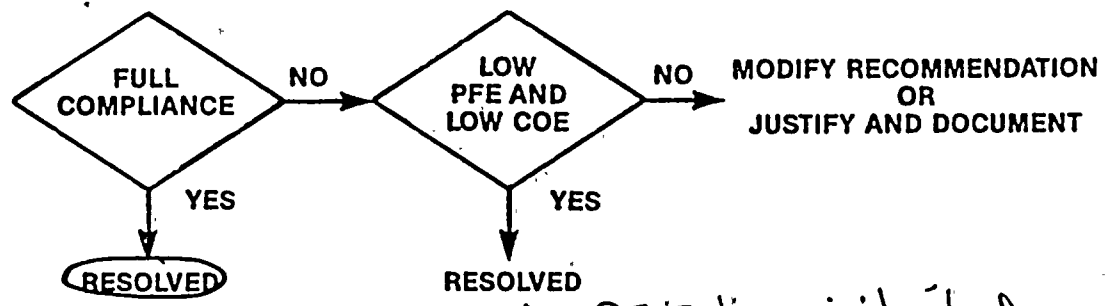 FULL
COMPLIANCE
NO
LOW
PFE AND
LOW COE
NO
MODIFY RECOMMENDATION
OR
JUSTIFY AND DOCUMENT
YES
YES
RESOLVED
RESOLVED